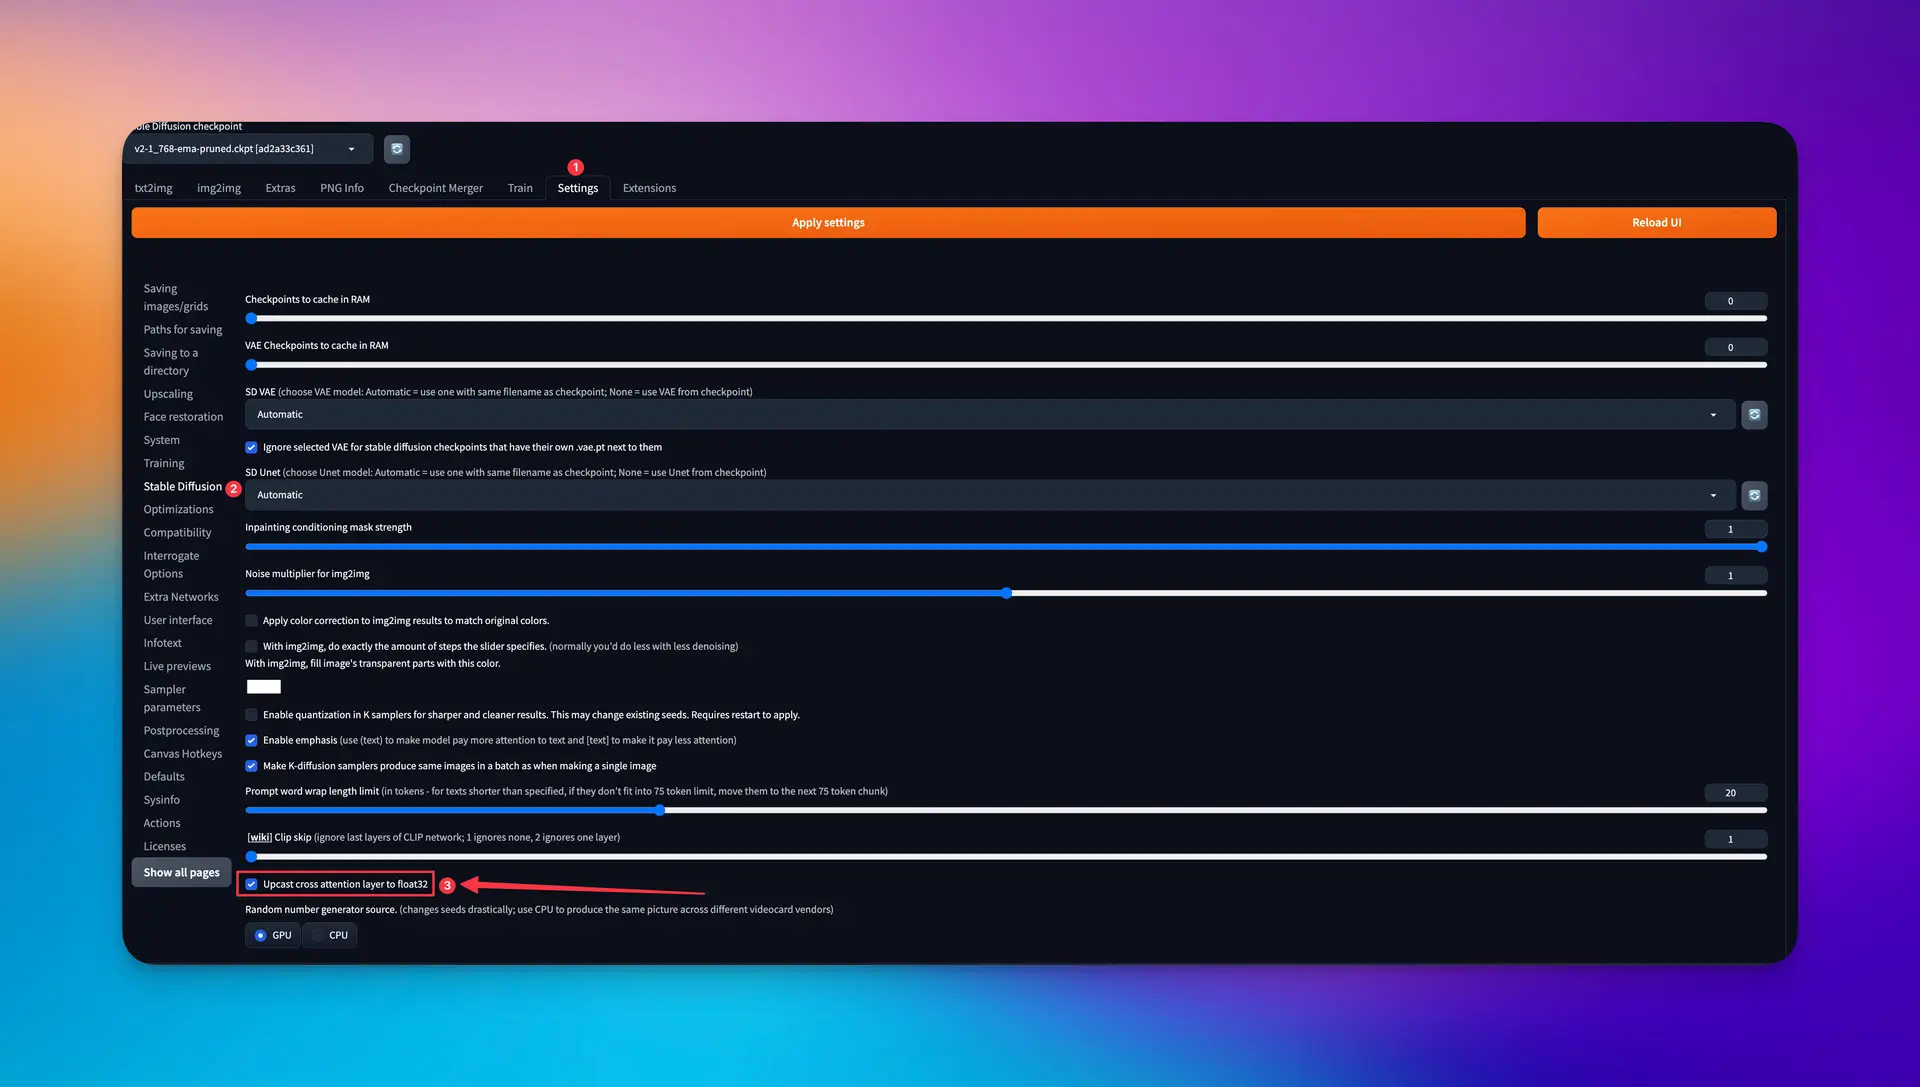 ble Diffusion checkpoint
v2-1_768-ema-pruned.ckpt [ad2a33c361]
1
txt2img img2img Extras PNG Info Checkpoint Merger Train Settings Extensions
Apply settings Reload UI
Saving
images/grids
Paths for saving
Saving to a
directory
Upscaling
Face restoration
System
Training
Stable Diffusion 2
Optimizations
Compatibility
Interrogate
Options
Extra Networks
User interface
Infotext
Live previews
Sampler
parameters
Postprocessing
Canvas Hotkeys
Defaults
Sysinfo
Actions
Licenses
Show all pages
Checkpoints to cache in RAM 0
VAE Checkpoints to cache in RAM 0
SD VAE (choose VAE model: Automatic = use one with same filename as checkpoint; None = use VAE from checkpoint)
Automatic
Ignore selected VAE for stable diffusion checkpoints that have their own .vae.pt next to them
SD Unet (choose Unet model: Automatic = use one with same filename as checkpoint; None = use Unet from checkpoint)
Automatic
Inpainting conditioning mask strength 1
Noise multiplier for img2img 1
Apply color correction to img2img results to match original colors.
With img2img, do exactly the amount of steps the slider specifies. (normally you'd do less with less denoising)
With img2img, fill image's transparent parts with this color.
Enable quantization in K samplers for sharper and cleaner results. This may change existing seeds. Requires restart to apply.
Enable emphasis (use (text) to make model pay more attention to text and [text] to make it pay less attention)
Make K-diffusion samplers produce same images in a batch as when making a single image
Prompt word wrap length limit (in tokens - for texts shorter than specified, if they don't fit into 75 token limit, move them to the next 75 token chunk) 20
[wiki] Clip skip (ignore last layers of CLIP network; 1 ignores none, 2 ignores one layer) 1
Upcast cross attention layer to float32 3
Random number generator source. (changes seeds drastically; use CPU to produce the same picture across different videocard vendors)
GPU CPU